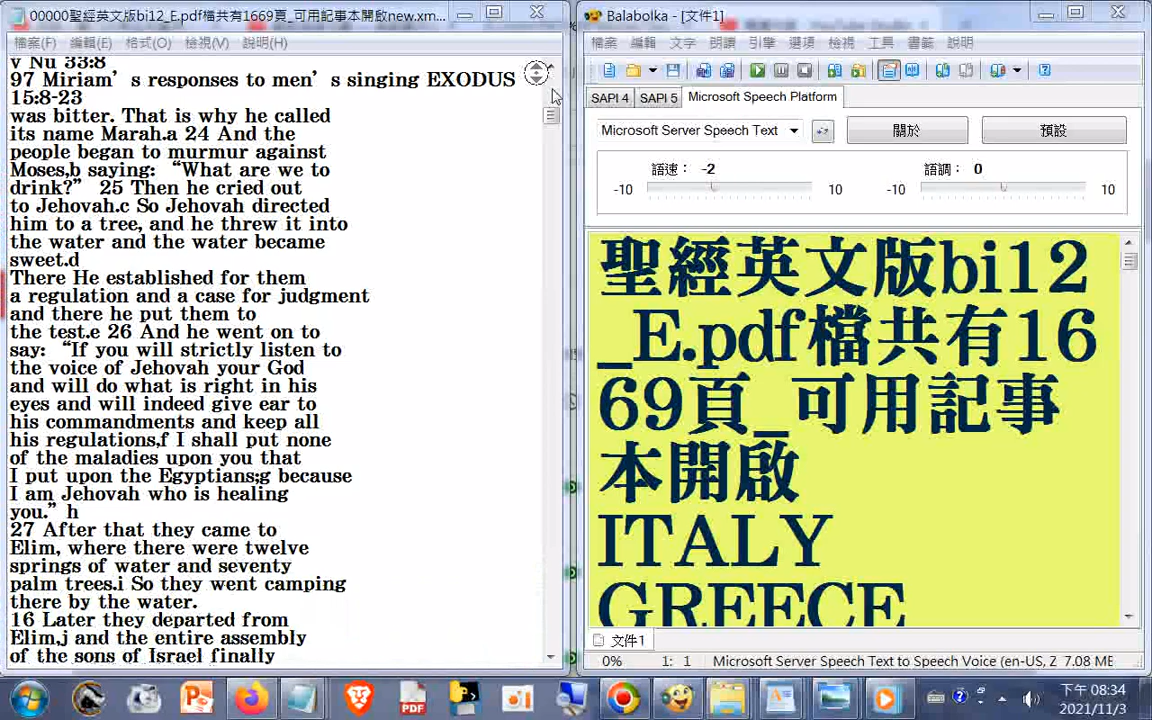 00000聖經英文版bi12_E.pdf檔共有1669頁_可用記事本開啟new.xm...
檔案(F) 編輯(E) 格式(O) 檢視(V) 說明(H)
v Nu 33:8
97 Miriam’s responses to men’s singing EXODUS
15:8-23
was bitter. That is why he called
its name Marah.a 24 And the
people began to murmur against
Moses,b saying: “What are we to
drink?” 25 Then he cried out
to Jehovah.c So Jehovah directed
him to a tree, and he threw it into
the water and the water became
sweet.d
There He established for them
a regulation and a case for judgment
and there he put them to
the test.e 26 And he went on to
say: “If you will strictly listen to
the voice of Jehovah your God
and will do what is right in his
eyes and will indeed give ear to
his commandments and keep all
his regulations,f I shall put none
of the maladies upon you that
I put upon the Egyptians;g because
I am Jehovah who is healing
you.” h
27 After that they came to
Elim, where there were twelve
springs of water and seventy
palm trees.i So they went camping
there by the water.
16 Later they departed from
Elim,j and the entire assembly
of the sons of Israel finally
Balabolka - [文件1]
檔案 編輯 文字 朗讀 引擎 選項 檢視 工具 書籤 說明
SAPI 4 SAPI 5 Microsoft Speech Platform
Microsoft Server Speech Text 關於 預設
語速: -2 語調: 0
-10 10 -10 10
聖經英文版bi12
_E.pdf檔共有16
69頁_可用記事
本開啟
ITALY
GREECE
文件1
0% 1: 1 Microsoft Server Speech Text to Speech Voice (en-US, Z 7.08 ME
PDF
下午 08:34
2021/11/3